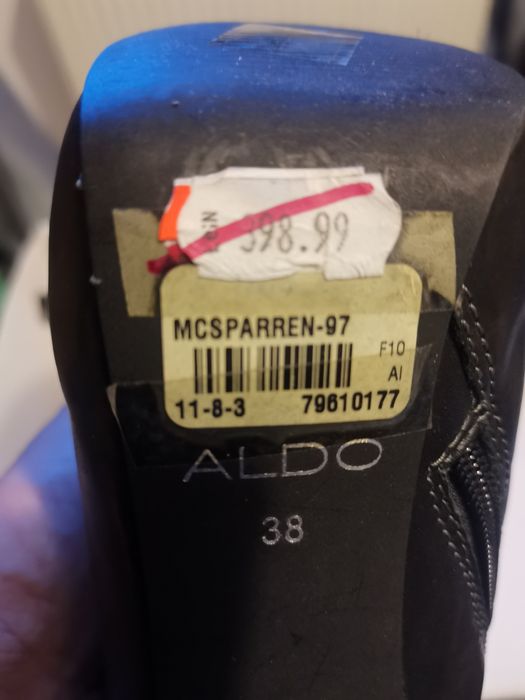 398.99
MCSPARREN-97
F10
AI
11-8-3 79610177
ALDO
38